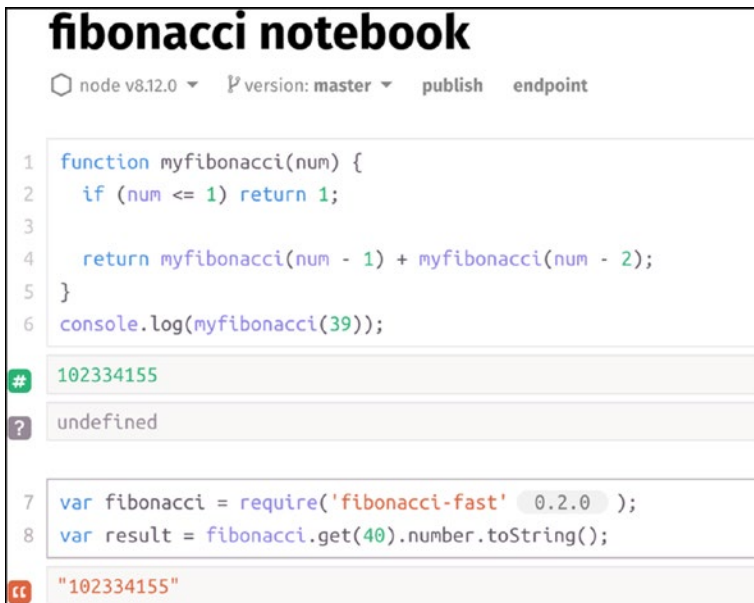 fibonacci notebook
node v8.12.0 version: master publish endpoint
1 function myfibonacci(num) {
2 if (num <= 1) return 1;
3
4 return myfibonacci(num - 1) + myfibonacci(num - 2);
5 }
6 console.log(myfibonacci(39));
# 102334155
? undefined
7 var fibonacci = require('fibonacci-fast' 0.2.0 );
8 var result = fibonacci.get(40).number.toString();
“ "102334155"